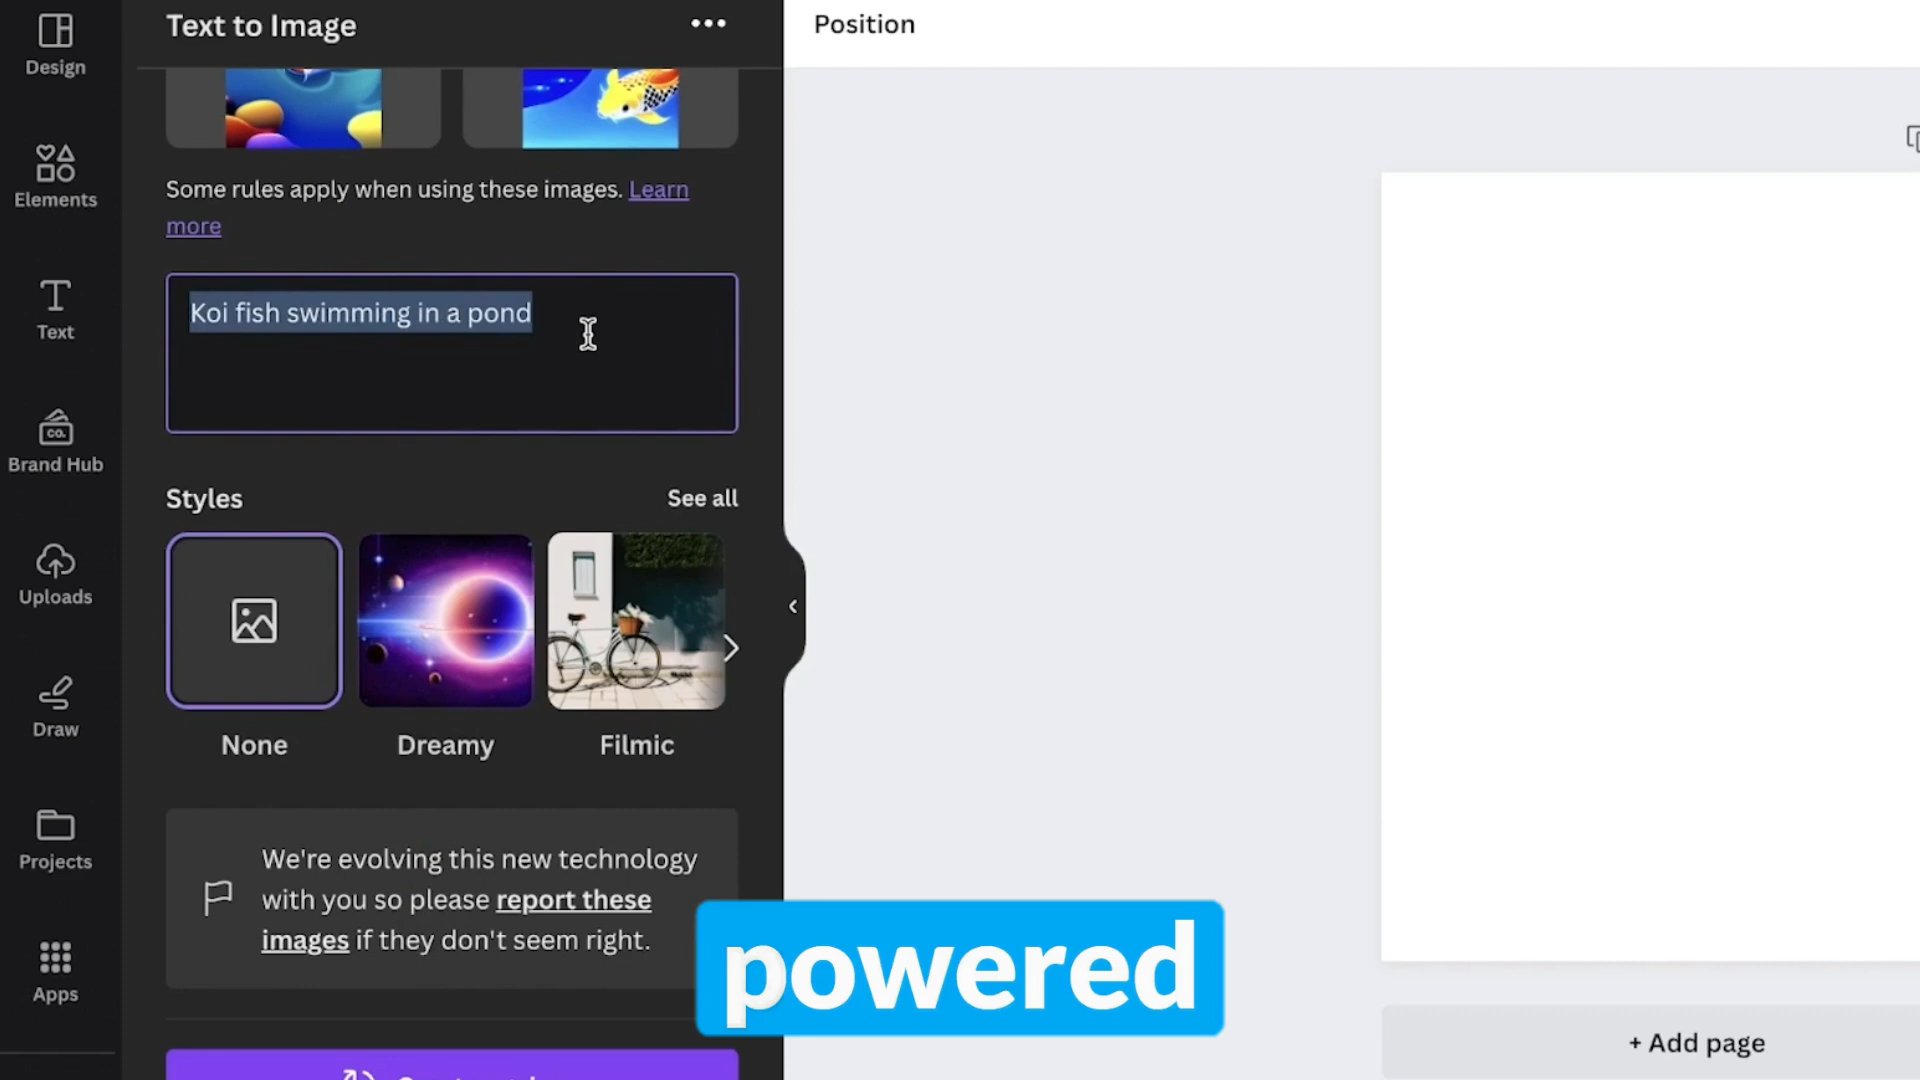 Design
Elements
Text
Brand Hub
CO.
Uploads
Draw
Projects
Apps
Text to Image
Some rules apply when using these images. Learn
more
Koi fish swimming in a pond
Styles
See all
None
Dreamy
Filmic
We're evolving this new technology
with you so please report these
images if they don't seem right.
Position
+ Add page
powered